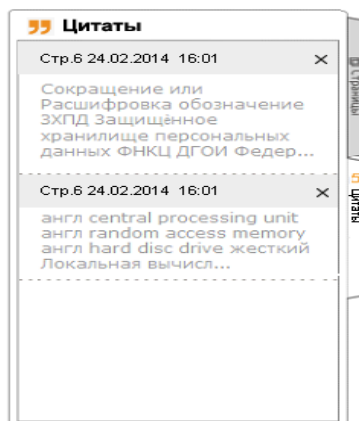 Цитаты
Стр.6 24.02.2014 16:01
Сокращение или
Расшифровка обозначение
ЗХПД Защищённое
хранилище персональных
данных ФНКЦ ДГОИ Федер...
Стр.6 24.02.2014 16:01
англ central processing unit
англ random access memory
англ hard disc drive жесткий
Локальная вычисл...
Страницы
Цитаты